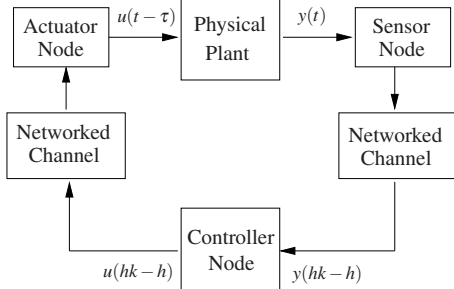 Actuator
Node
u(t − τ)
Physical
Plant
y(t)
Sensor
Node
Networked
Channel
Networked
Channel
Controller
Node
u(hk − h)
y(hk − h)